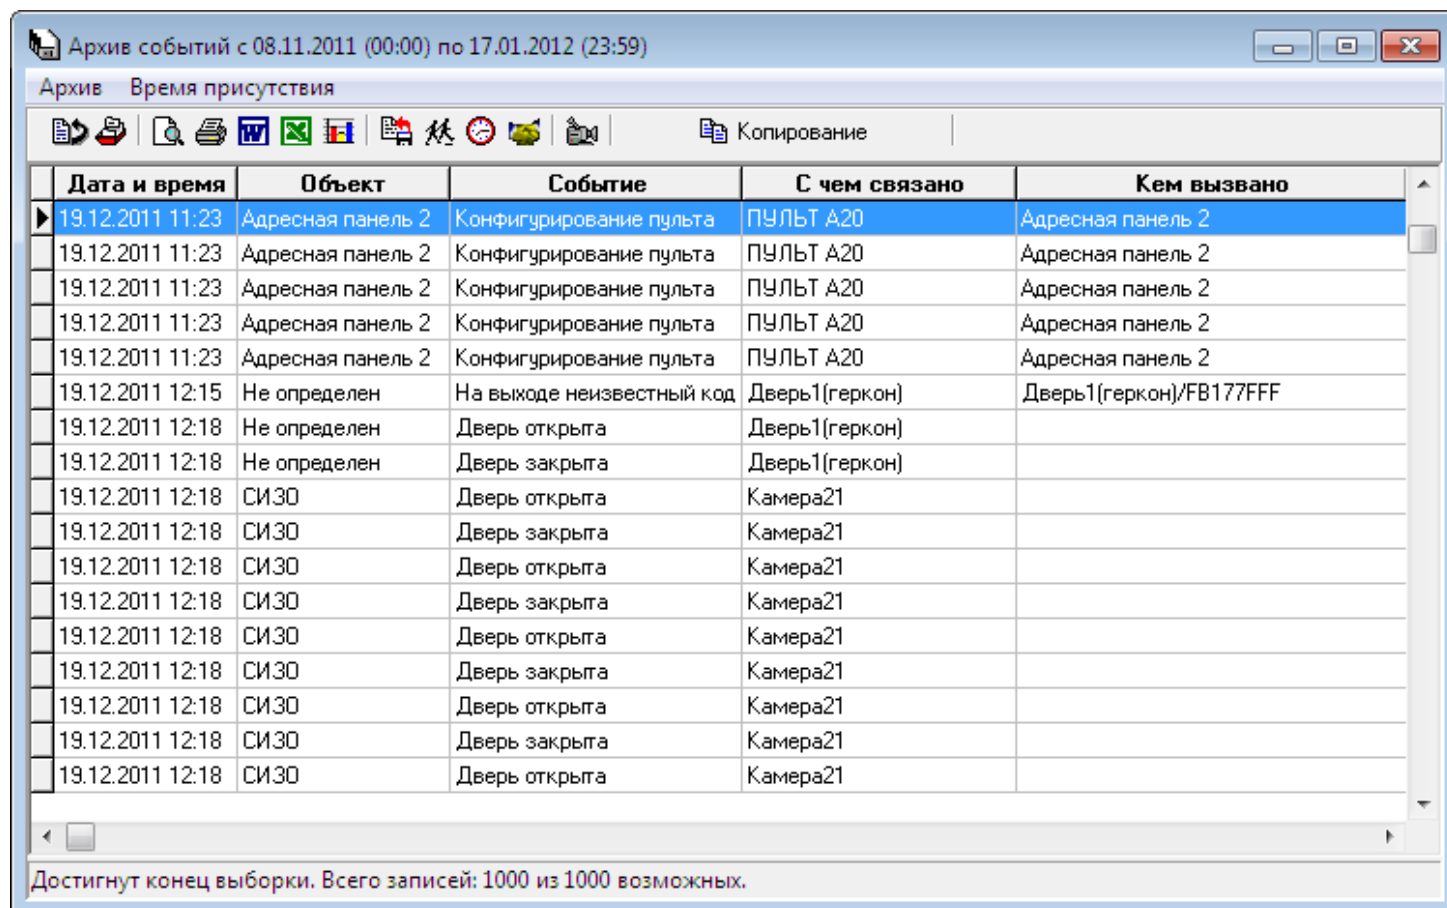 Архив событий с 08.11.2011 (00:00) по 17.01.2012 (23:59)
Архив Время присутствия
Копирование
Дата и время Объект Событие С чем связано Кем вызвано
19.12.2011 11:23 Адресная панель 2 Конфигурирование пульта ПУЛЬТ А20 Адресная панель 2
19.12.2011 11:23 Адресная панель 2 Конфигурирование пульта ПУЛЬТ А20 Адресная панель 2
19.12.2011 11:23 Адресная панель 2 Конфигурирование пульта ПУЛЬТ А20 Адресная панель 2
19.12.2011 11:23 Адресная панель 2 Конфигурирование пульта ПУЛЬТ А20 Адресная панель 2
19.12.2011 11:23 Адресная панель 2 Конфигурирование пульта ПУЛЬТ А20 Адресная панель 2
19.12.2011 12:15 Не определен На выходе неизвестный код Дверь1(геркон) Дверь1(геркон)/FB177FFF
19.12.2011 12:18 Не определен Дверь открыта Дверь1(геркон)
19.12.2011 12:18 Не определен Дверь закрыта Дверь1(геркон)
19.12.2011 12:18 СИЗО Дверь открыта Камера21
19.12.2011 12:18 СИЗО Дверь закрыта Камера21
19.12.2011 12:18 СИЗО Дверь открыта Камера21
19.12.2011 12:18 СИЗО Дверь закрыта Камера21
19.12.2011 12:18 СИЗО Дверь открыта Камера21
19.12.2011 12:18 СИЗО Дверь закрыта Камера21
19.12.2011 12:18 СИЗО Дверь открыта Камера21
19.12.2011 12:18 СИЗО Дверь закрыта Камера21
19.12.2011 12:18 СИЗО Дверь открыта Камера21
Достигнут конец выборки. Всего записей: 1000 из 1000 возможных.